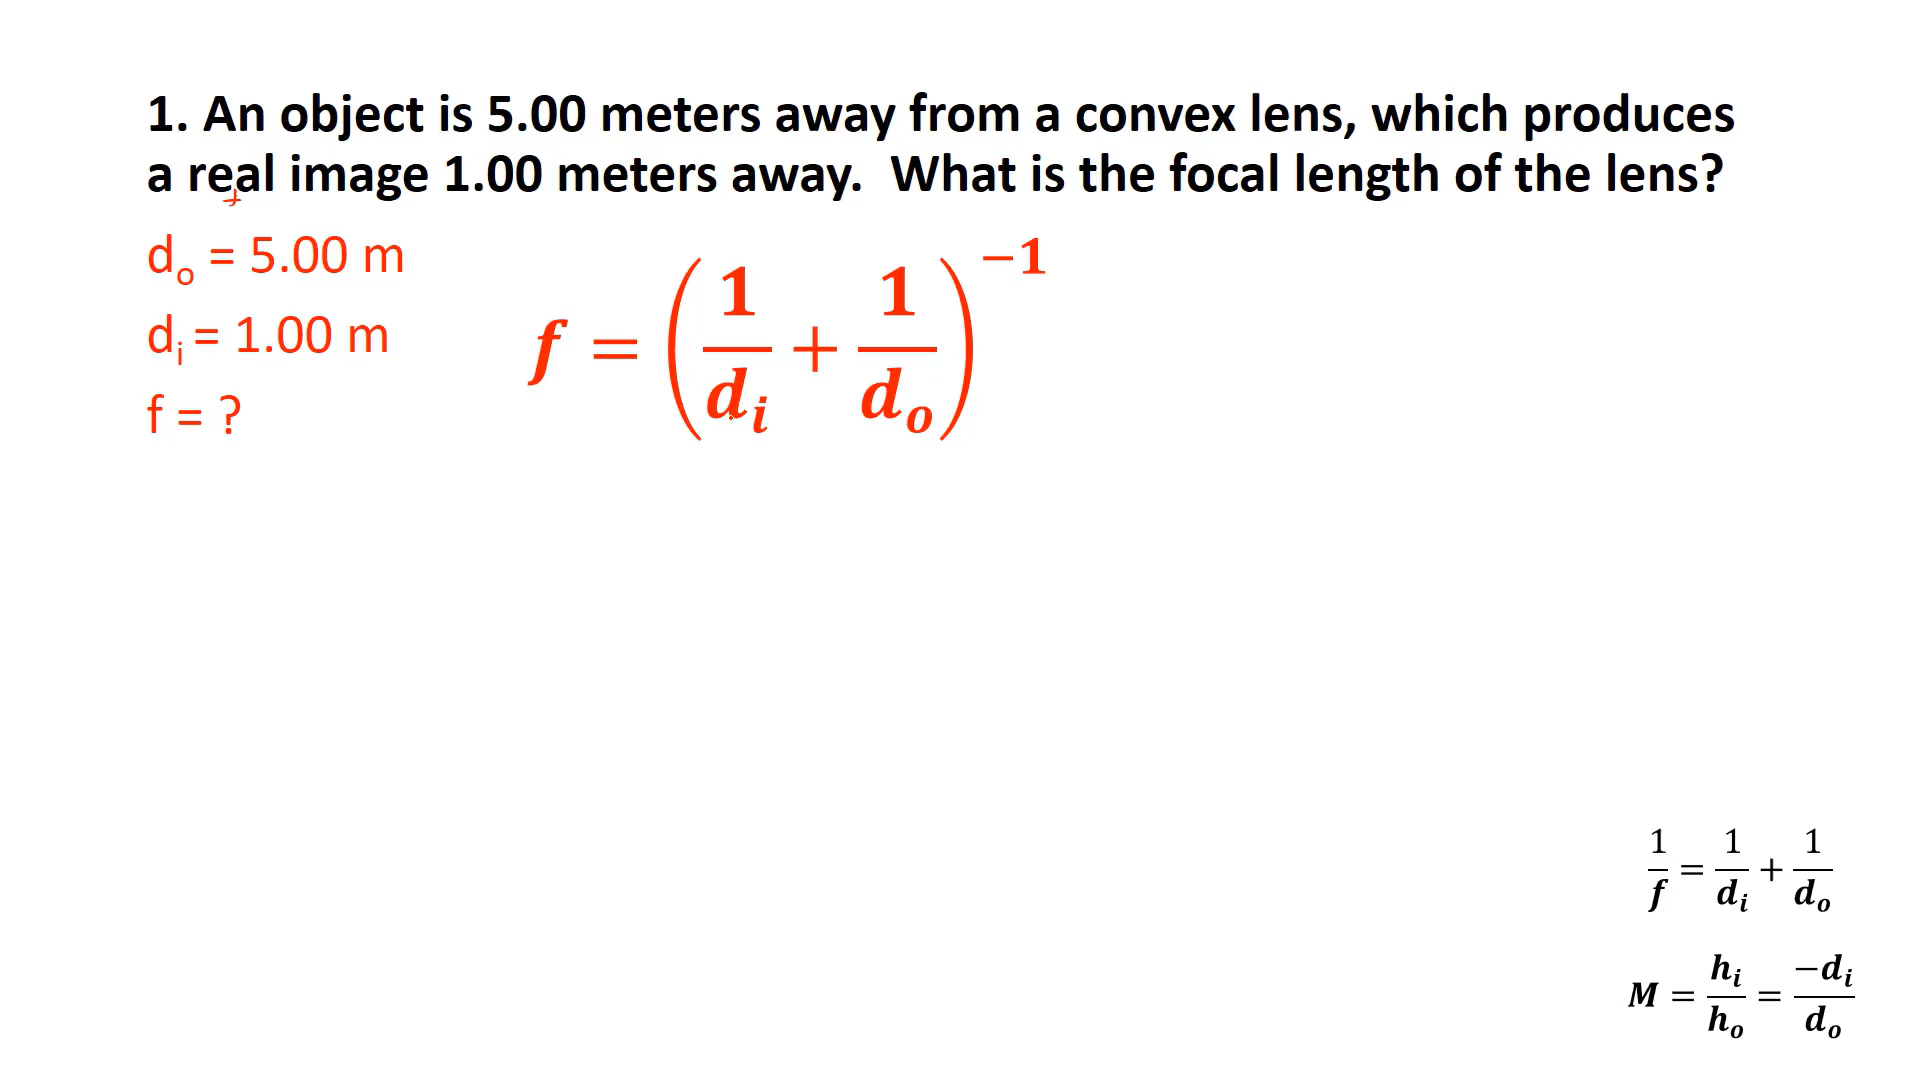 1. An object is 5.00 meters away from a convex lens, which produces
a real image 1.00 meters away.  What is the focal length of the lens?
+
dₒ = 5.00 m
dᵢ = 1.00 m
f = ?
f = (1/dᵢ + 1/dₒ)⁻¹
1/f = 1/dᵢ + 1/dₒ
M = hᵢ/hₒ = -dᵢ/dₒ